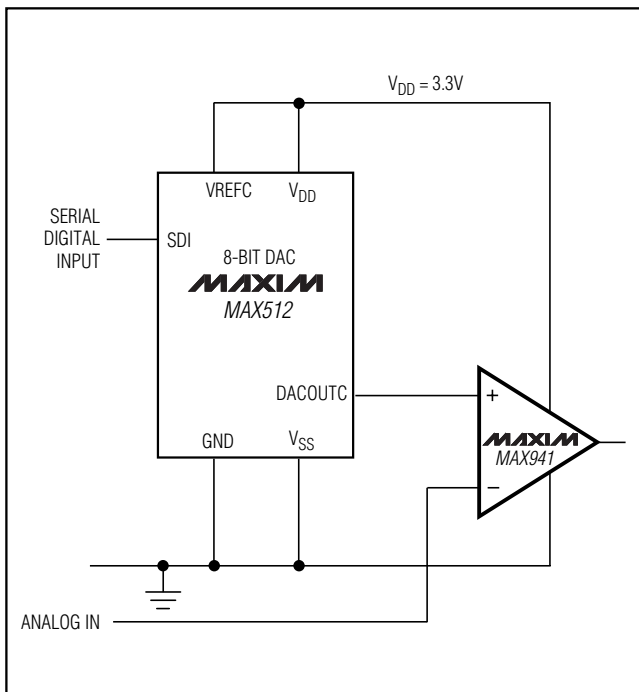 V_DD = 3.3V
VREFC
V_DD
SERIAL
DIGITAL
INPUT
SDI
8-BIT DAC
MAXIM
MAX512
DACOUTC
+
MAXIM
MAX941
−
GND
V_SS
ANALOG IN